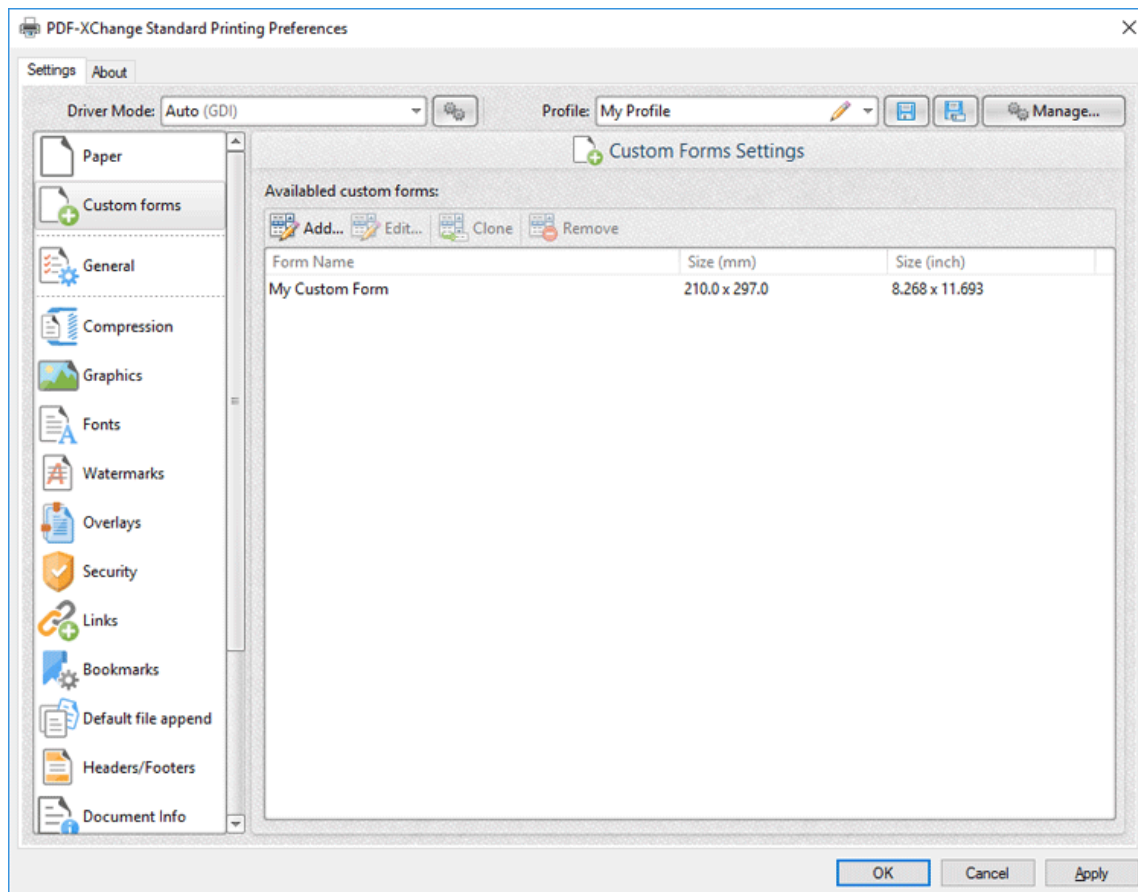 PDF-XChange Standard Printing Preferences
Settings About
Driver Mode: Auto (GDI) Profile: My Profile Manage...
Paper
Custom forms
General
Compression
Graphics
Fonts
Watermarks
Overlays
Security
Links
Bookmarks
Default file append
Headers/Footers
Document Info
Custom Forms Settings
Availabled custom forms:
Add... Edit... Clone Remove
Form Name Size (mm) Size (inch)
My Custom Form 210.0 x 297.0 8.268 x 11.693
OK Cancel Apply